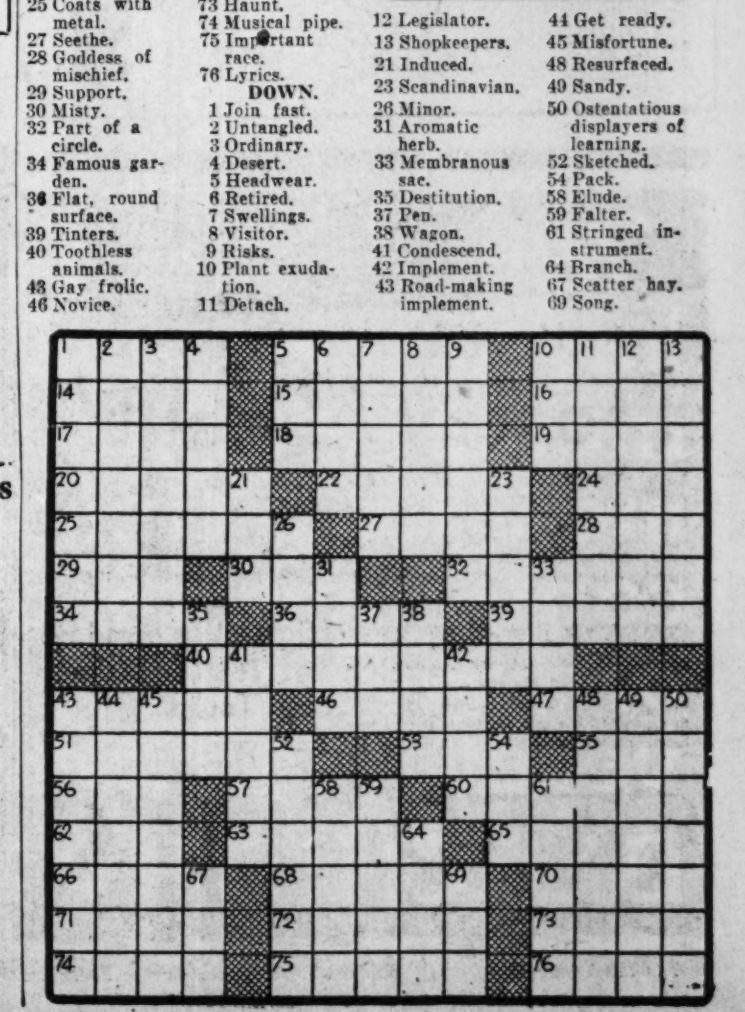 25 Coats with
metal.
27 Seethe.
28 Goddess of
mischief.
29 Support.
30 Misty.
32 Part of a
circle.
34 Famous gar-
den.
36 Flat, round
surface.
39 Tinters.
40 Toothless
animals.
43 Gay frolic.
46 Novice.
73 Haunt.
74 Musical pipe.
75 Important
race.
76 Lyrics.
DOWN.
1 Join fast.
2 Untangled.
3 Ordinary.
4 Desert.
5 Headwear.
6 Retired.
7 Swellings.
8 Visitor.
9 Risks.
10 Plant exuda-
tion.
11 Detach.
12 Legislator.
13 Shopkeepers.
21 Induced.
23 Scandinavian.
26 Minor.
31 Aromatic
herb.
33 Membranous
sac.
35 Destitution.
37 Pen.
38 Wagon.
41 Condescend.
42 Implement.
43 Road-making
implement.
44 Get ready.
45 Misfortune.
48 Resurfaced.
49 Sandy.
50 Ostentatious
displayers of
learning.
52 Sketched.
54 Pack.
58 Elude.
59 Falter.
61 Stringed in-
strument.
64 Branch.
67 Scatter hay.
69 Song.
1 2 3 4 5 6 7 8 9 10 11 12 13
14 15 16
17 18 19
20 21 22 23 24
25 26 27 28
29 30 31 32 33
34 35 36 37 38 39
40 41 42
43 44 45 46 47 48 49 50
51 52 53 54 55
56 57 58 59 60 61
62 63 64 65
66 67 68 69 70
71 72 73
74 75 76
s